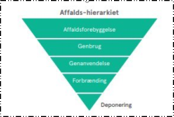 Affalds-hierarkiet
Affaldsforebyggelse
Genbrug
Genanvendelse
Forbrænding
Deponering